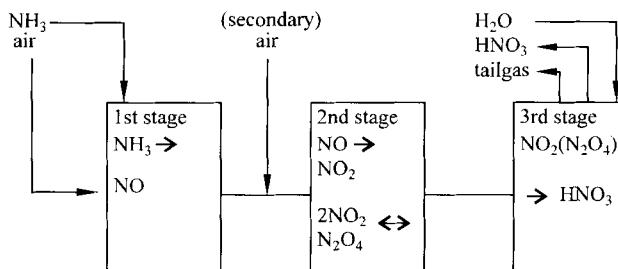 NH₃
air
(secondary)
air
H₂O
HNO₃
tailgas
1st stage
NH₃ →
NO
2nd stage
NO →
NO₂
2NO₂
N₂O₄ ↔
3rd stage
NO₂(N₂O₄)
→ HNO₃